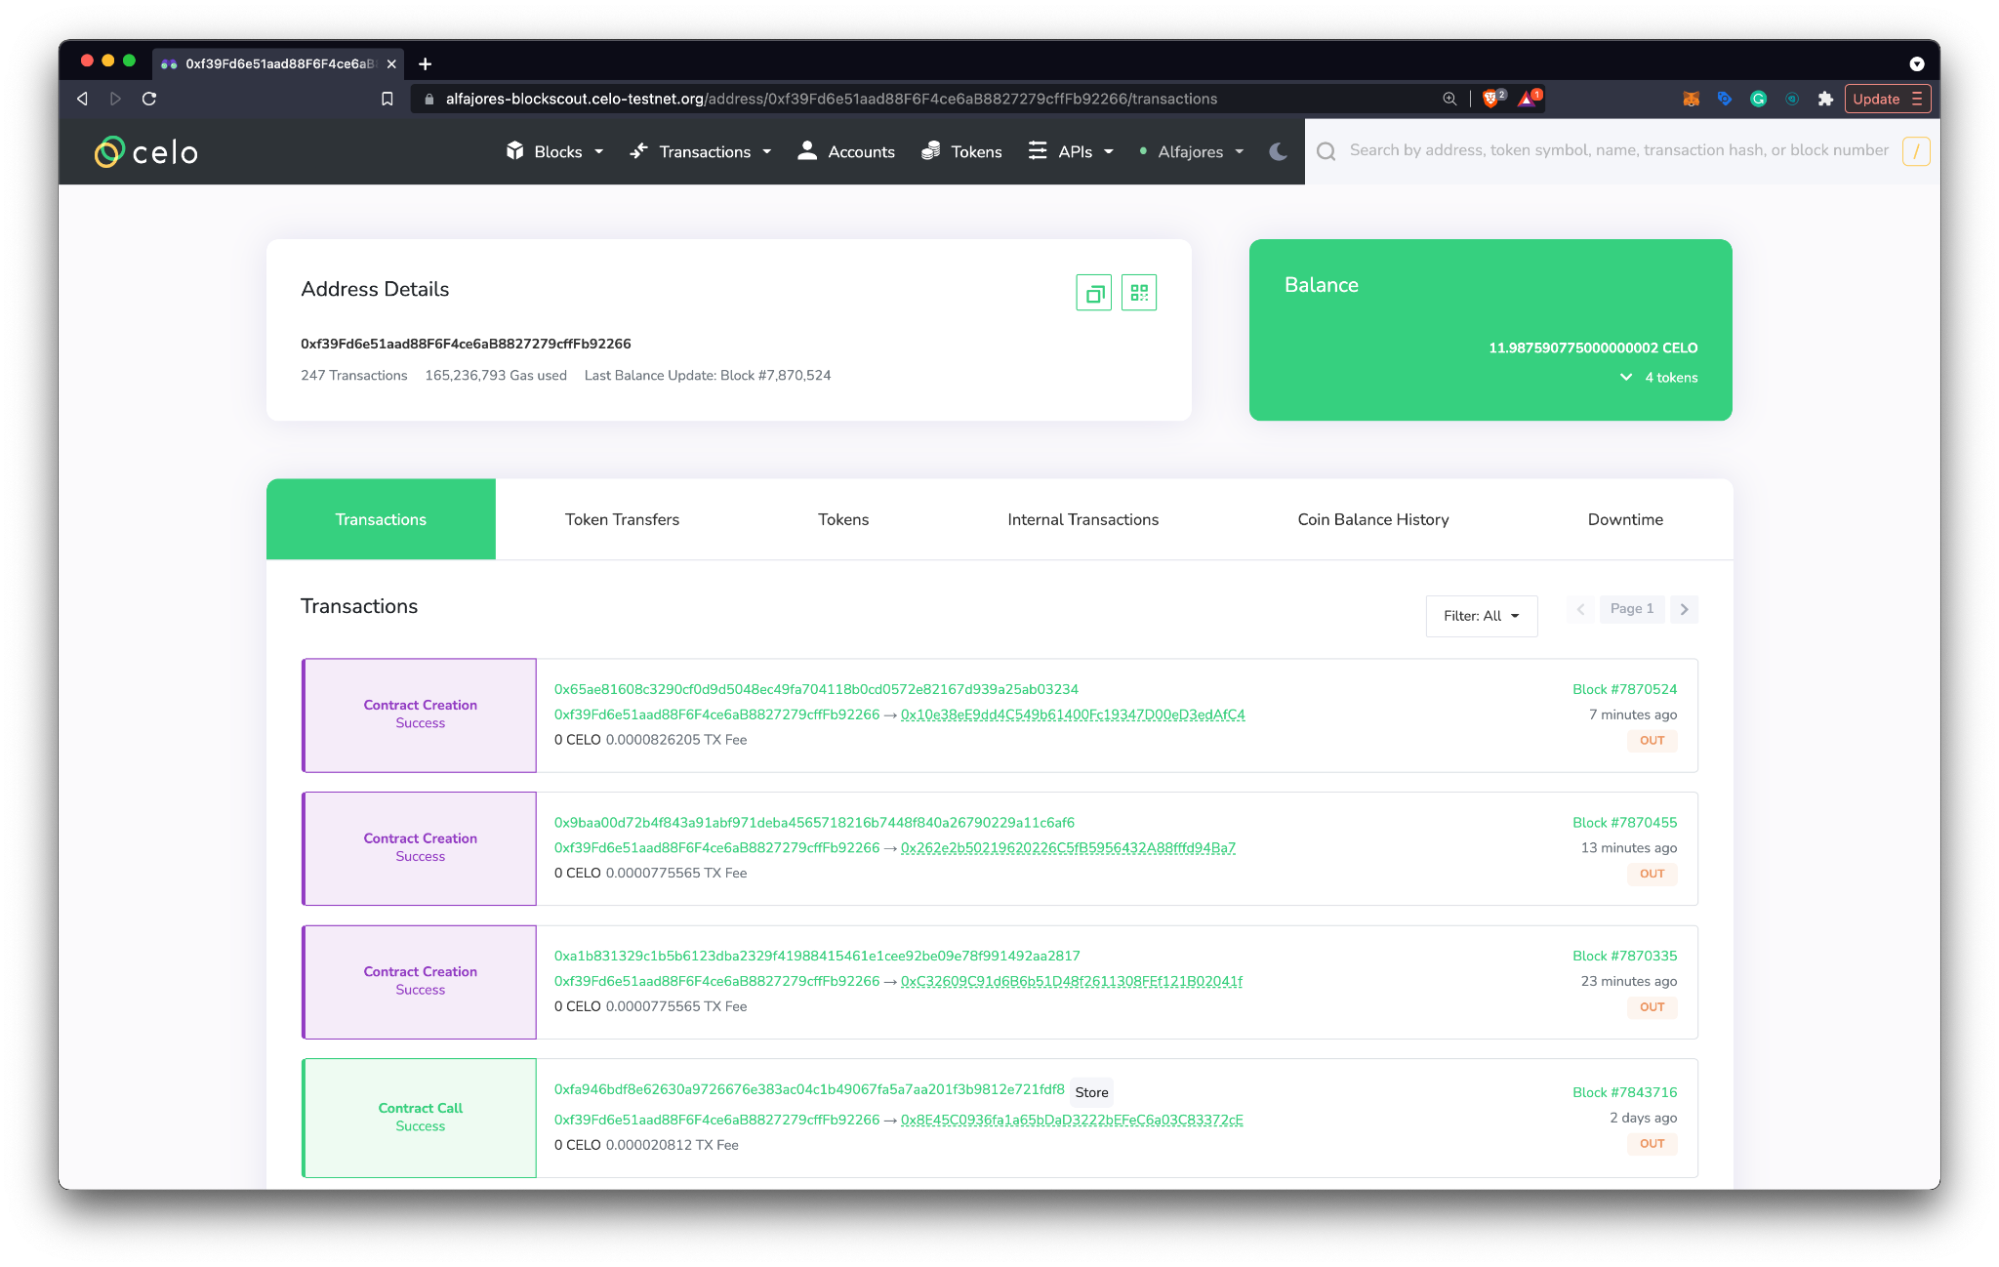 0xf39Fd6e51aad88F6F4ce6aB
alfajores-blockscout.celo-testnet.org/address/0xf39Fd6e51aad88F6F4ce6aB8827279cffFb92266/transactions
2
1
Update
celo
Blocks
Transactions
Accounts
Tokens
APIs
Alfajores
Search by address, token symbol, name, transaction hash, or block number
/
Address Details
0xf39Fd6e51aad88F6F4ce6aB8827279cffFb92266
247 Transactions 165,236,793 Gas used Last Balance Update: Block #7,870,524
Balance
11.987590775000000002 CELO
4 tokens
Transactions
Token Transfers
Tokens
Internal Transactions
Coin Balance History
Downtime
Transactions
Filter: All
Page 1
Contract Creation
Success
0x65ae81608c3290cf0d9d5048ec49fa704118b0cd0572e82167d939a25ab03234
0xf39Fd6e51aad88F6F4ce6aB8827279cffFb92266 → 0x10e38eE9dd4C549b61400Fc19347D00eD3edAfC4
0 CELO 0.0000826205 TX Fee
Block #7870524
7 minutes ago
OUT
Contract Creation
Success
0x9baa00d72b4f843a91abf971deba4565718216b7448f840a26790229a11c6af6
0xf39Fd6e51aad88F6F4ce6aB8827279cffFb92266 → 0x262e2b50219620226C5fB5956432A88fffd94Ba7
0 CELO 0.0000775565 TX Fee
Block #7870455
13 minutes ago
OUT
Contract Creation
Success
0xa1b831329c1b5b6123dba2329f41988415461e1cee92be09e78f991492aa2817
0xf39Fd6e51aad88F6F4ce6aB8827279cffFb92266 → 0xC32609C91d6B6b51D48f2611308FEf121B02041f
0 CELO 0.0000775565 TX Fee
Block #7870335
23 minutes ago
OUT
Contract Call
Success
0xfa946bdf8e62630a9726676e383ac04c1b49067fa5a7aa201f3b9812e721fdf8 Store
0xf39Fd6e51aad88F6F4ce6aB8827279cffFb92266 → 0x8E45C0936fa1a65bDaD3222bEFeC6a03C83372cE
0 CELO 0.000020812 TX Fee
Block #7843716
2 days ago
OUT